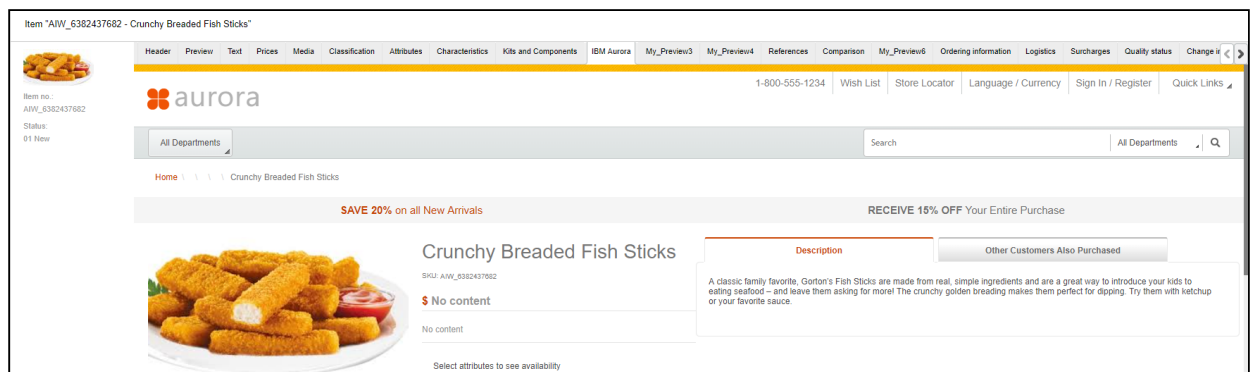 Item "AIW_6382437682 - Crunchy Breaded Fish Sticks"
Header Preview Text Prices Media Classification Attributes Characteristics Kits and Components IBM Aurora My_Preview3 My_Preview4 References Comparison My_Preview6 Ordering information Logistics Surcharges Quality status Change i
Item no.:
AIW_6382437682
Status:
01 New
1-800-555-1234 Wish List Store Locator Language / Currency Sign In / Register Quick Links
aurora
All Departments
Search All Departments
Home \ \ \ \ Crunchy Breaded Fish Sticks
SAVE 20% on all New Arrivals
RECEIVE 15% OFF Your Entire Purchase
Crunchy Breaded Fish Sticks
SKU: AIW_6382437682
$ No content
No content
Select attributes to see availability
Description
Other Customers Also Purchased
A classic family favorite, Gorton's Fish Sticks are made from real, simple ingredients and are a great way to introduce your kids to
eating seafood – and leave them asking for more! The crunchy golden breading makes them perfect for dipping. Try them with ketchup
or your favorite sauce.